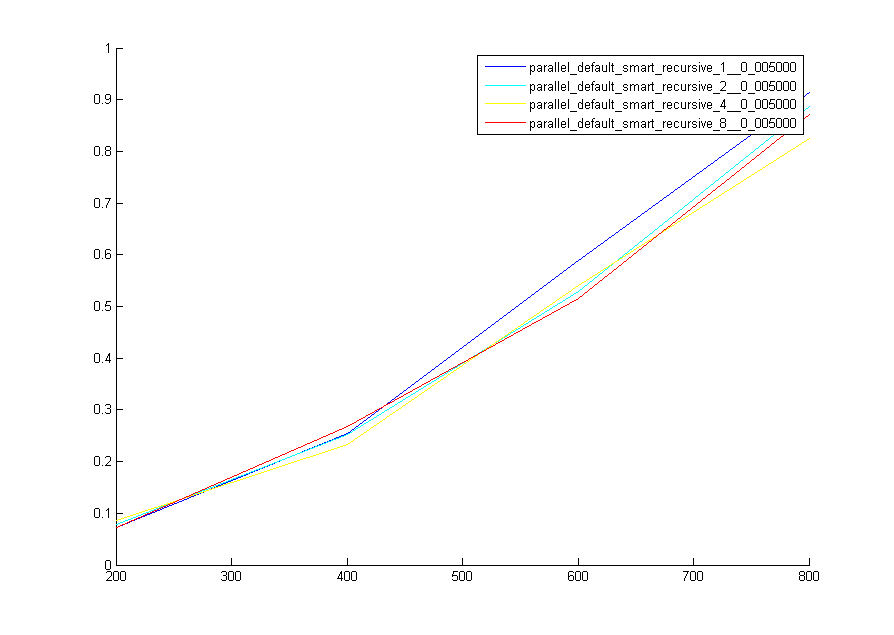 1
parallel_default_smart_recursive_1__0_005000
parallel_default_smart_recursive_2__0_005000
parallel_default_smart_recursive_4__0_005000
parallel_default_smart_recursive_8__0_005000
0.9
0.8
0.7
0.6
0.5
0.4
0.3
0.2
0.1
0
200 300 400 500 600 700 800